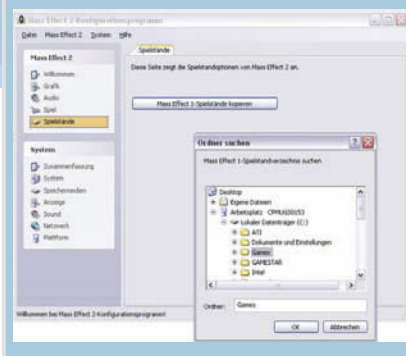 Mass Effect 2-Konfigurationsprogramm
Datei Mass Effect 2 System Hilfe
Mass Effect 2
Willkommen
Grafik
Audio
Spiel
Spielstände
System
Zusammenfassung
System
Speichermedien
Anzeige
Sound
Netzwerk
Plattform
Spielstände
Diese Seite zeigt die Spielstandoptionen von Mass Effect 2 an.
Mass Effect 1-Spielstände kopieren
Ordner suchen
Mass Effect 1-Spielstandverzeichnis suchen
Desktop
Eigene Dateien
Arbeitsplatz
Lokaler Datenträger (C:)
ATI
Dokumente und Einstellungen
Games
GAMESTAR
Intel
Ordner: Games
OK Abbrechen
Willkommen bei Mass Effect 2-Konfigurationsprogramm!